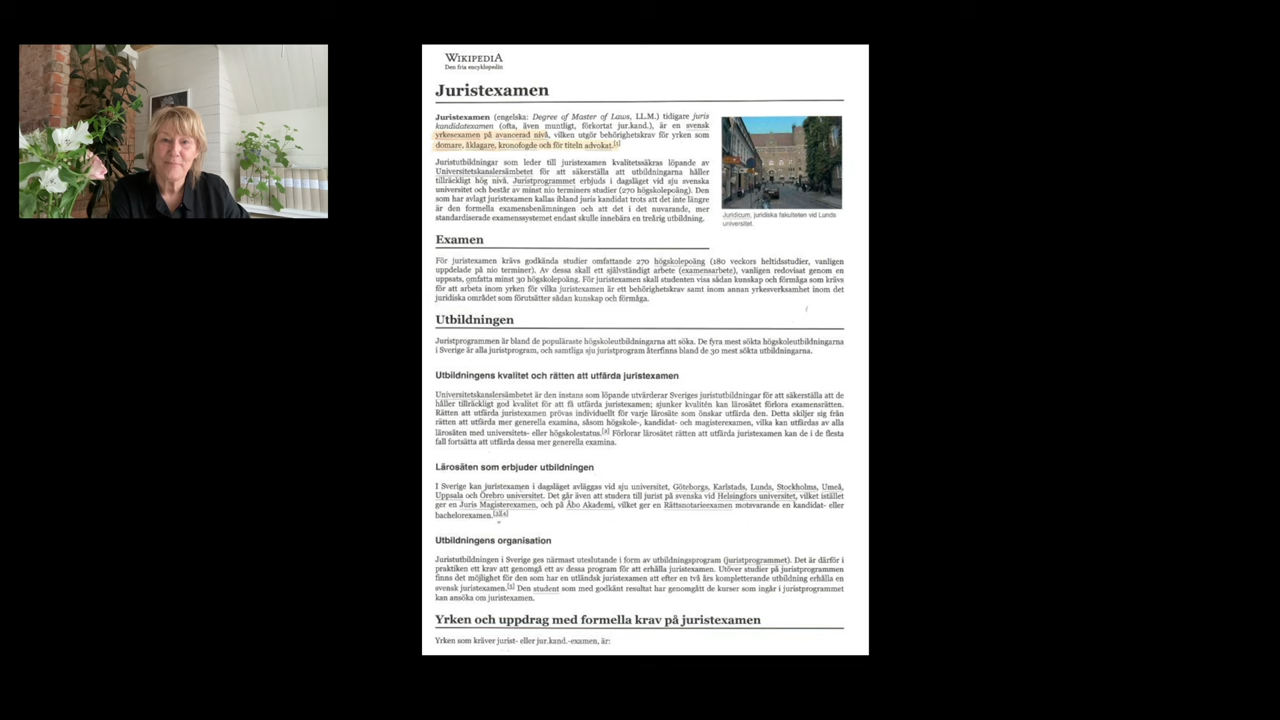 WIKIPEDIA
Den fria encyklopedin
Juristexamen
Juristexamen (engelska: Degree of Master of Laws, LL.M.) tidigare juris
kandidatexamen (ofta, även muntligt, förkortat jur.kand.), är en svensk
yrkesexamen på avancerad nivå, vilken utgör behörighetskrav för yrken som
domare, åklagare, kronofogde och för titeln advokat.[1]
Juristutbildningar som leder till juristexamen kvalitetssäkras löpande av
Universitetskanslersämbetet för att säkerställa att utbildningarna håller
tillräckligt hög nivå. Juristprogrammet erbjuds i dagsläget vid sju svenska
universitet och består av minst nio terminers studier (270 högskolepoäng). Den
som har avlagt juristexamen kallas ibland juris kandidat trots att det inte längre
är den formella examensbenämningen och att det i det nuvarande, mer
standardiserade examenssystemet endast skulle innebära en treårig utbildning.
Juridicum, juridiska fakulteten vid Lunds
universitet.
Examen
För juristexamen krävs godkända studier omfattande 270 högskolepoäng (180 veckors heltidsstudier, vanligen
uppdelade på nio terminer). Av dessa skall ett självständigt arbete (examensarbete), vanligen redovisat genom en
uppsats, omfatta minst 30 högskolepoäng. För juristexamen skall studenten visa sådan kunskap och förmåga som krävs
för att arbeta inom yrken för vilka juristexamen är ett behörighetskrav samt inom annan yrkesverksamhet inom det
juridiska området som förutsätter sådan kunskap och förmåga.
Utbildningen
Juristprogrammen är bland de populäraste högskoleutbildningarna att söka. De fyra mest sökta högskoleutbildningarna
i Sverige är alla juristprogram, och samtliga sju juristprogram återfinns bland de 30 mest sökta utbildningarna.
Utbildningens kvalitet och rätten att utfärda juristexamen
Universitetskanslersämbetet är den instans som löpande utvärderar Sveriges juristutbildningar för att säkerställa att de
håller tillräckligt god kvalitet för att få utfärda juristexamen; sjunker kvalitén kan lärosätet förlora examensrätten.
Rätten att utfärda juristexamen prövas individuellt för varje lärosäte som önskar utfärda den. Detta skiljer sig från
rätten att utfärda mer generella examina, såsom högskole-, kandidat- och magisterexamen, vilka kan utfärdas av alla
lärosäten med universitets- eller högskolestatus.[2] Förlorar lärosätet rätten att utfärda juristexamen kan de i de flesta
fall fortsätta att utfärda dessa mer generella examina.
Lärosäten som erbjuder utbildningen
I Sverige kan juristexamen i dagsläget avläggas vid sju universitet, Göteborgs, Karlstads, Lunds, Stockholms, Umeå,
Uppsala och Örebro universitet. Det går även att studera till jurist på svenska vid Helsingfors universitet, vilket istället
ger en Juris Magisterexamen, och på Åbo Akademi, vilket ger en Rättsnotarieexamen motsvarande en kandidat- eller
bachelorexamen.[3][4]
Utbildningens organisation
Juristutbildningen i Sverige ges närmast uteslutande i form av utbildningsprogram (juristprogrammet). Det är därför i
praktiken ett krav att genomgå ett av dessa program för att erhålla juristexamen. Utöver studier på juristprogrammen
finns det möjlighet för den som har en utländsk juristexamen att efter en två års kompletterande utbildning erhålla en
svensk juristexamen.[5] Den student som med godkänt resultat har genomgått de kurser som ingår i juristprogrammet
kan ansöka om juristexamen.
Yrken och uppdrag med formella krav på juristexamen
Yrken som kräver jurist- eller jur.kand.-examen, är: